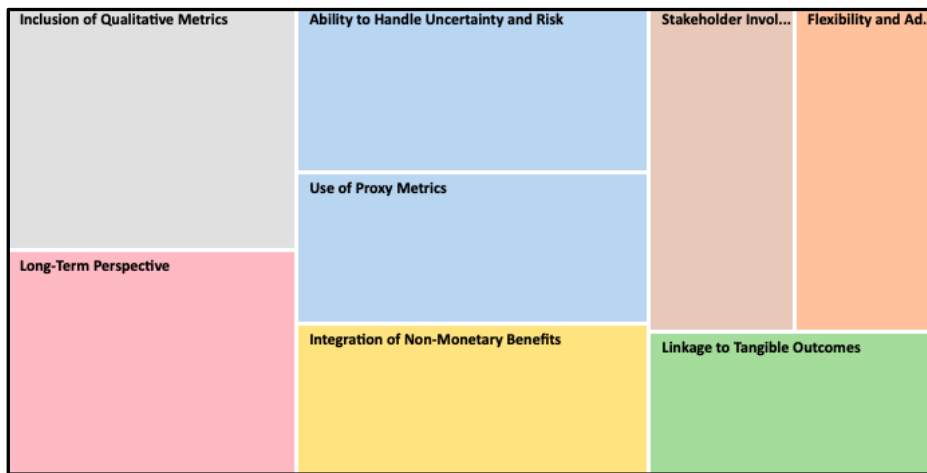 Inclusion of Qualitative Metrics
Ability to Handle Uncertainty and Risk
Stakeholder Invol...
Flexibility and Ad...
Use of Proxy Metrics
Long-Term Perspective
Integration of Non-Monetary Benefits
Linkage to Tangible Outcomes